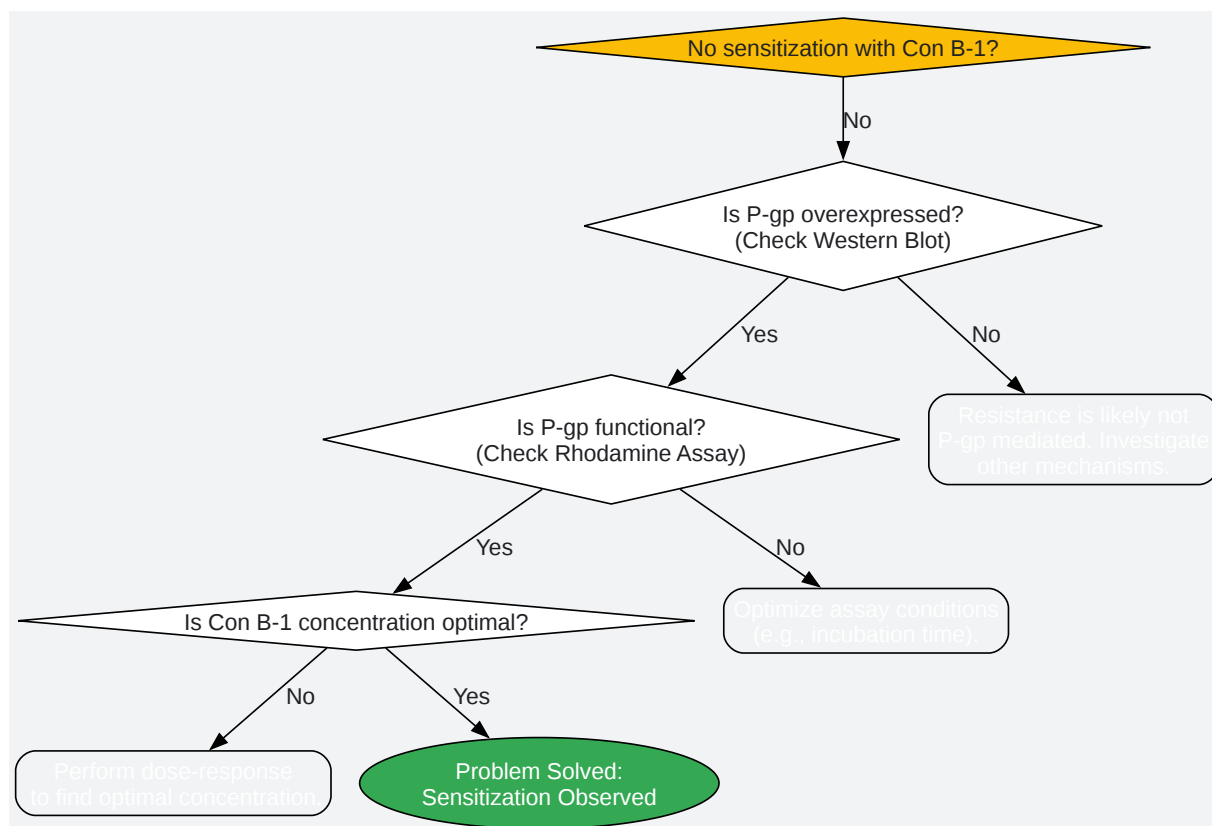 No sensitization with Con B-1?
No
Is P-gp overexpressed?
(Check Western Blot)
Yes
No
Is P-gp functional?
(Check Rhodamine Assay)
Resistance is likely not
P-gp mediated. Investigate
other mechanisms.
Yes
No
Is Con B-1 concentration optimal?
Optimize assay conditions
(e.g., incubation time).
No
Yes
Perform dose-response
to find optimal concentration.
Problem Solved:
Sensitization Observed